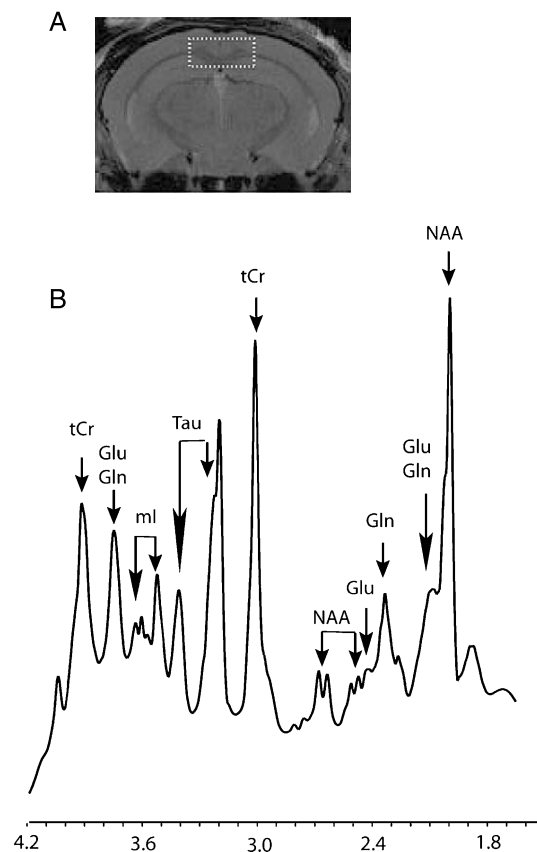 A
B
NAA
tCr
tCr
Glu
Gln
Tau
Glu
Gln
mI
Gln
Glu
NAA
4.2 3.6 3.0 2.4 1.8